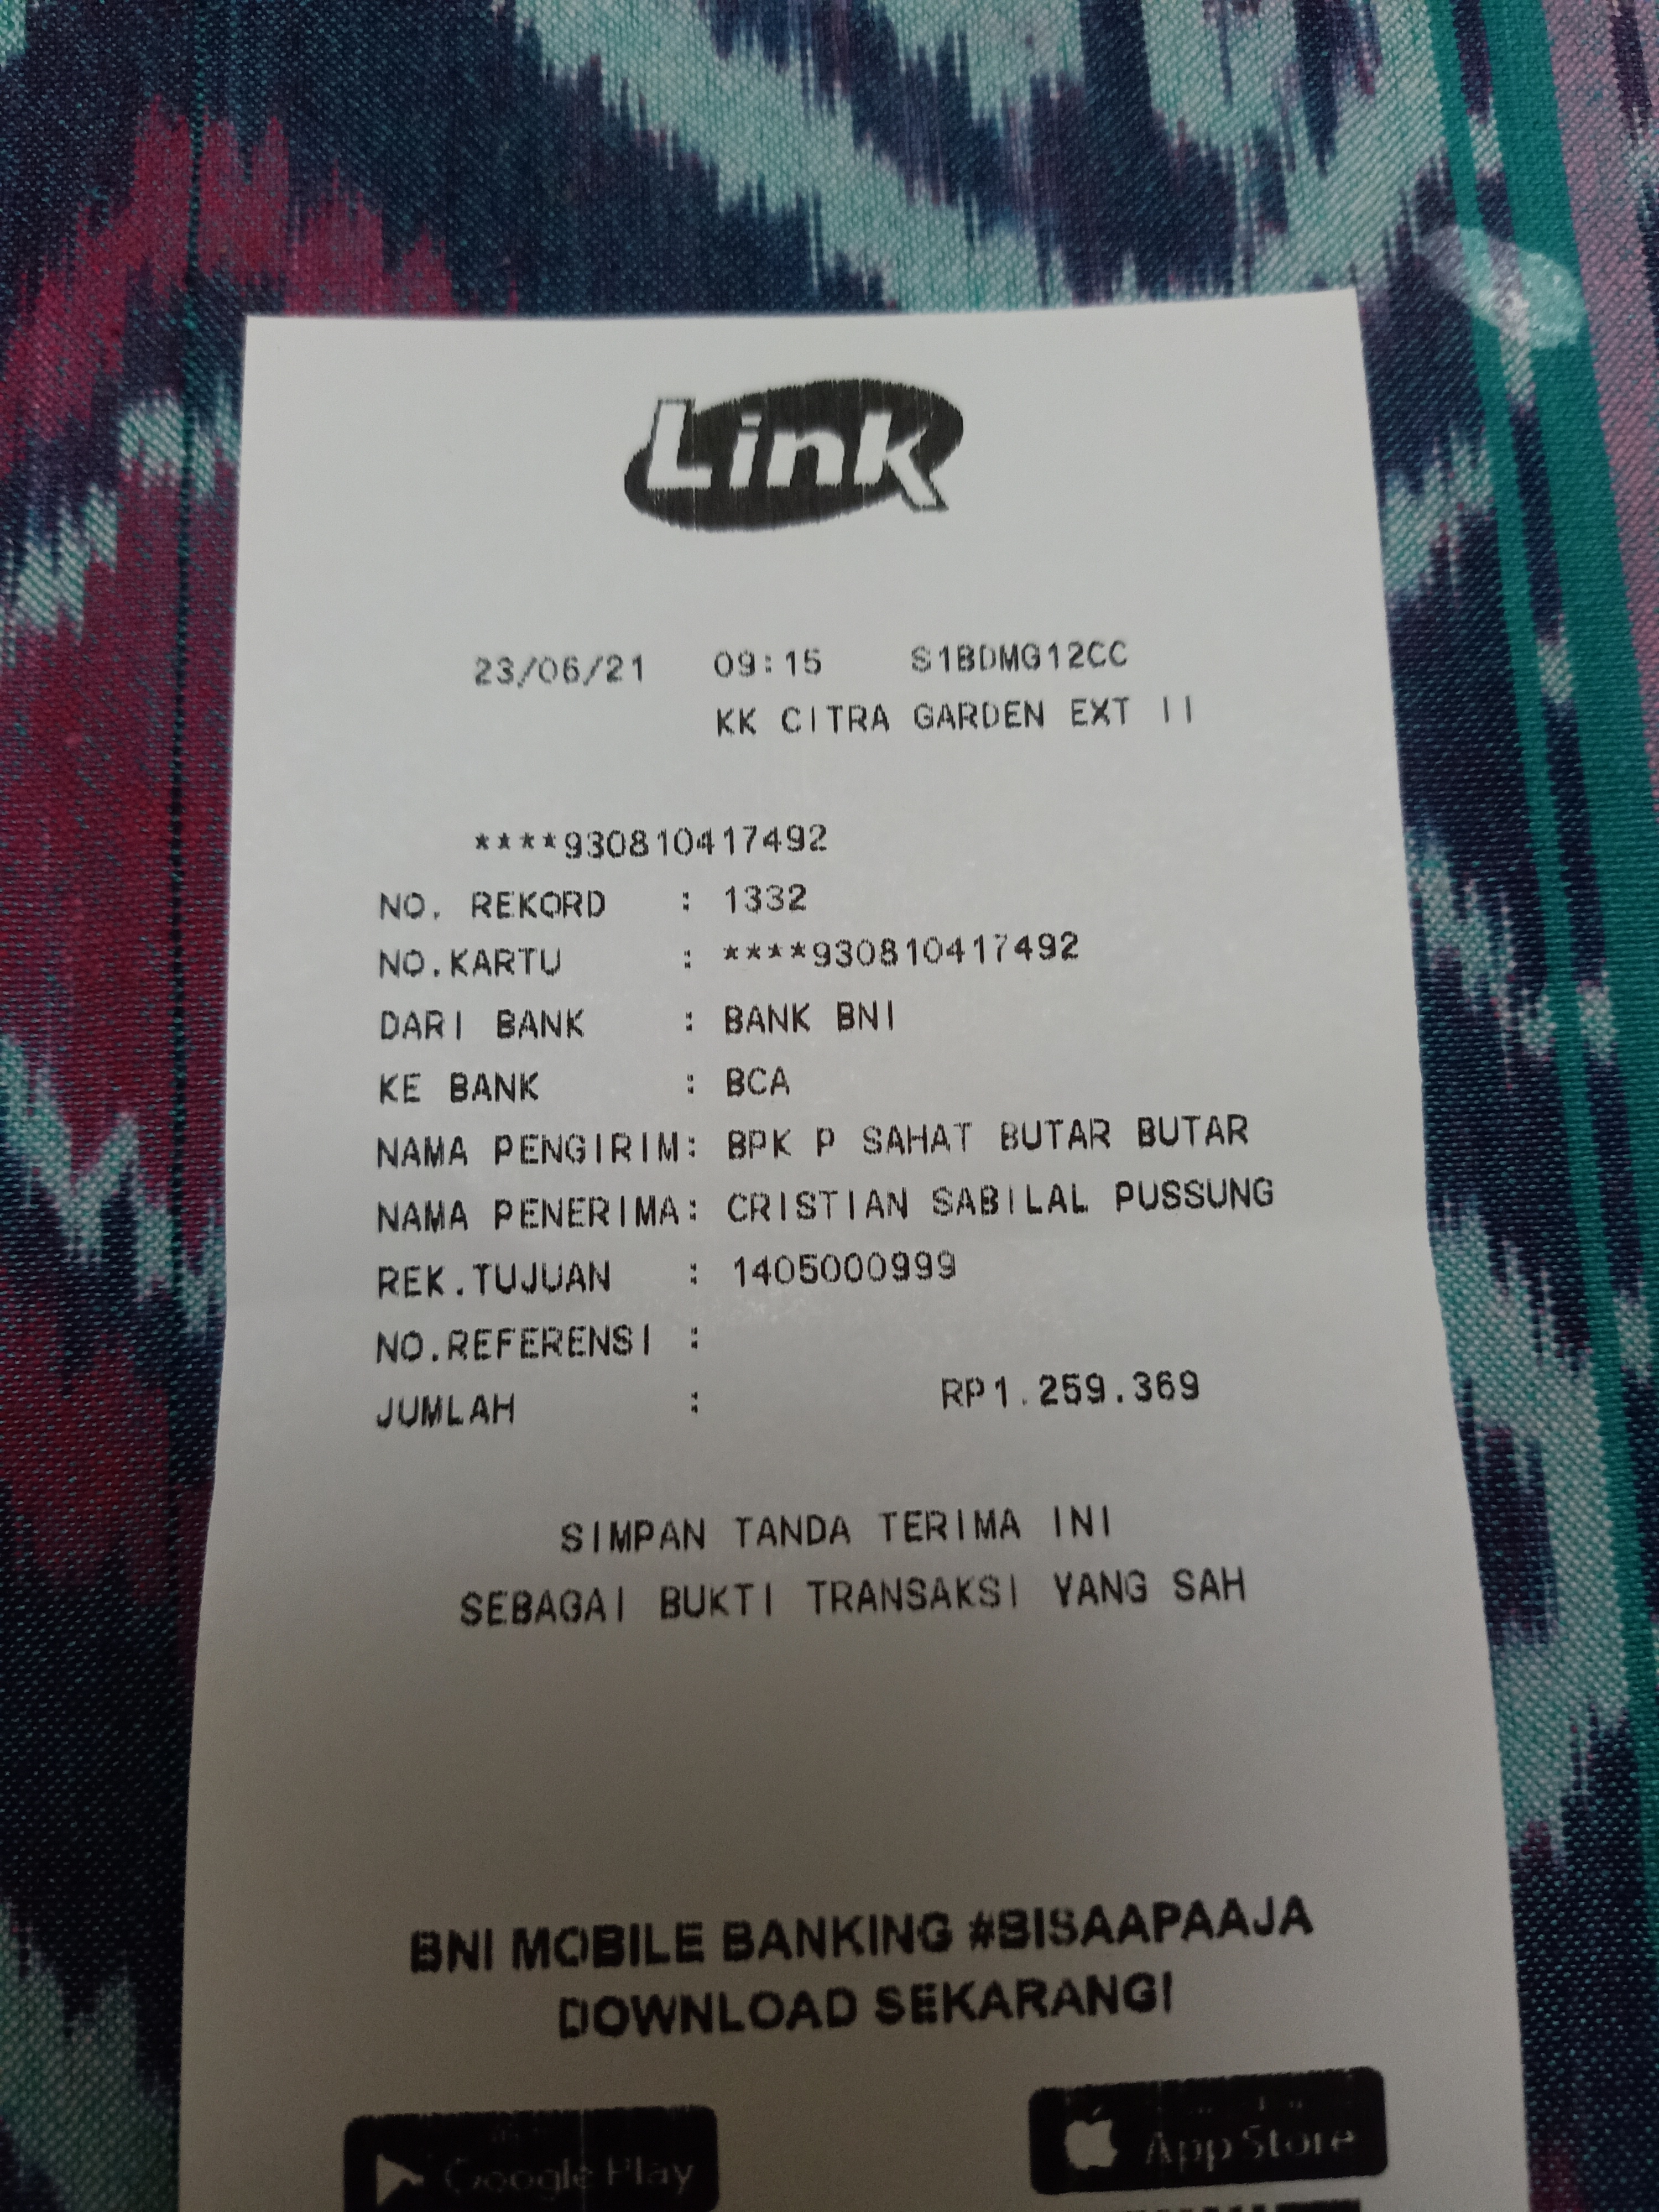 Link
23/06/21 09:15 S1BDMG12CC
KK CITRA GARDEN EXT II
****930810417492
NO. REKORD : 1332
NO.KARTU : ****930810417492
DARI BANK : BANK BNI
KE BANK : BCA
NAMA PENGIRIM: BPK P SAHAT BUTAR BUTAR
NAMA PENERIMA: CRISTIAN SABILAL PUSSUNG
REK.TUJUAN : 1405000999
NO.REFERENSI :
JUMLAH : RP1.259.369
SIMPAN TANDA TERIMA INI
SEBAGAI BUKTI TRANSAKSI YANG SAH
BNI MOBILE BANKING #BISAAPAAJA
DOWNLOAD SEKARANG!
Google Play
App Store